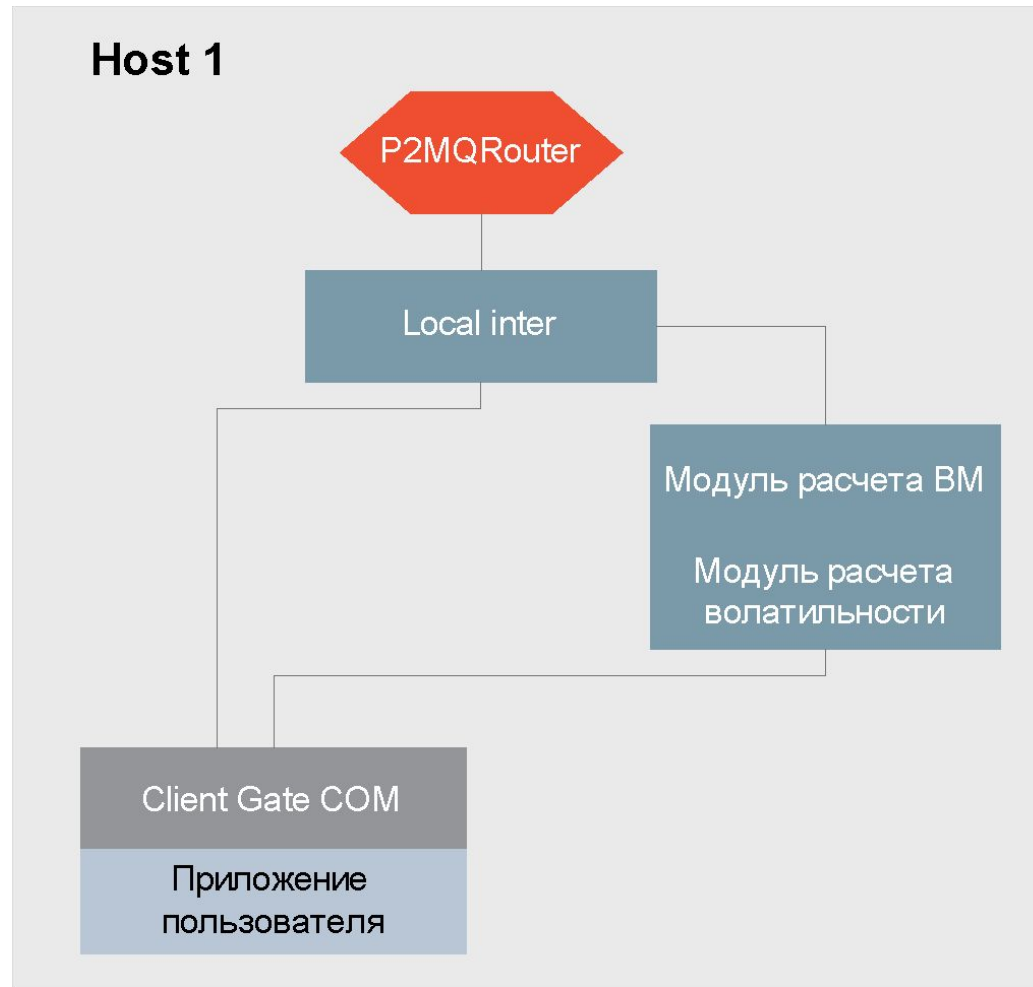 Host 1
P2MQRouter
Local inter
Модуль расчета ВМ
Модуль расчета
волатильности
Client Gate COM
Приложение
пользователя